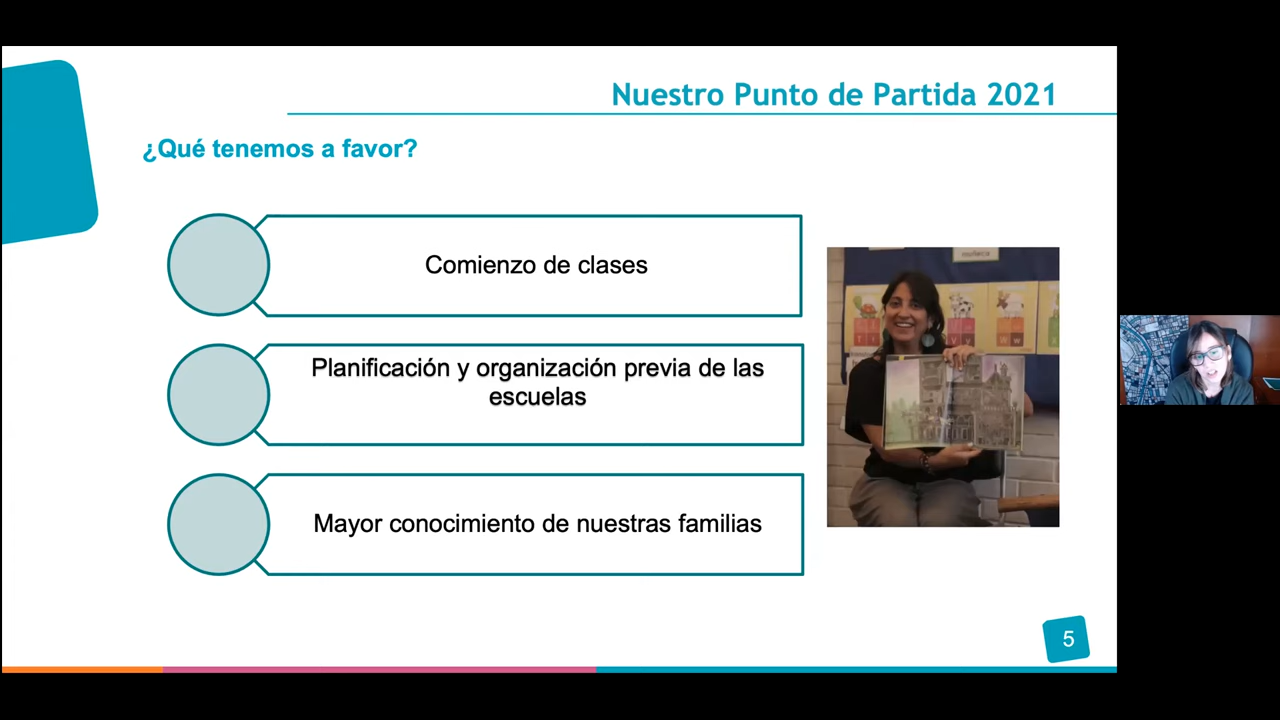 Nuestro Punto de Partida 2021
¿Qué tenemos a favor?
Comienzo de clases
Planificación y organización previa de las
escuelas
Mayor conocimiento de nuestras familias
5